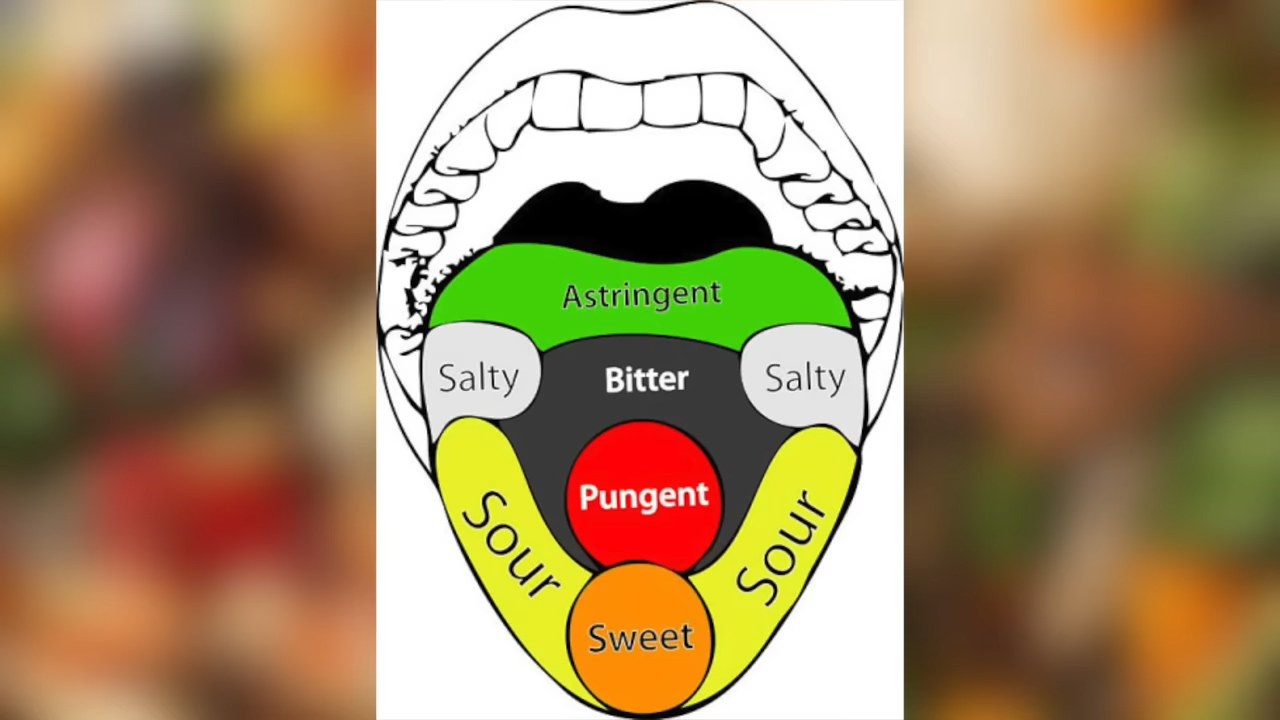 Astringent
Salty
Bitter
Salty
Pungent
Sour
Sour
Sweet